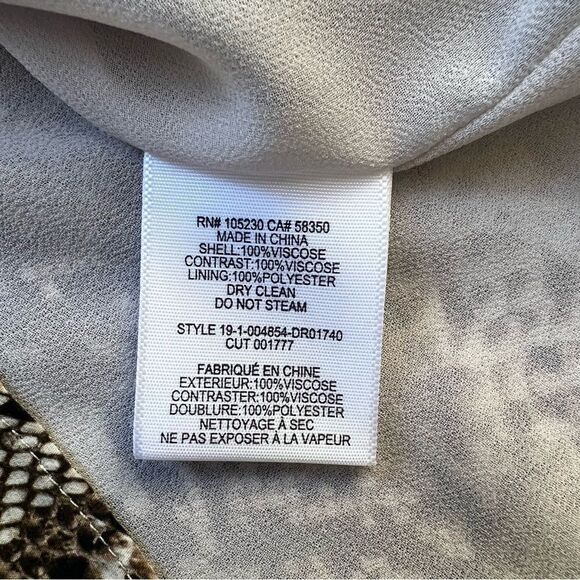 RN# 105230 CA# 58350
MADE IN CHINA
SHELL:100%VISCOSE
CONTRAST:100%VISCOSE
LINING:100%POLYESTER
DRY CLEAN
DO NOT STEAM
STYLE 19-1-004854-DR01740
CUT 001777
FABRIQUÉ EN CHINE
EXTERIEUR:100%VISCOSE
CONTRASTER:100%VISCOSE
DOUBLURE:100%POLYESTER
NETTOYAGE À SEC
NE PAS EXPOSER À LA VAPEUR